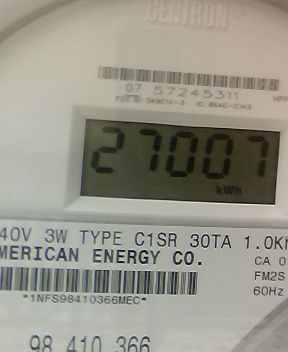 CENTRON®
07 57245311
27007
kWh
40V 3W TYPE C1SR 30TA 1.0Kh
MERICAN ENERGY CO.
CA 0
FM2S
60Hz
*1NFS98410366MEC*
98 410 366